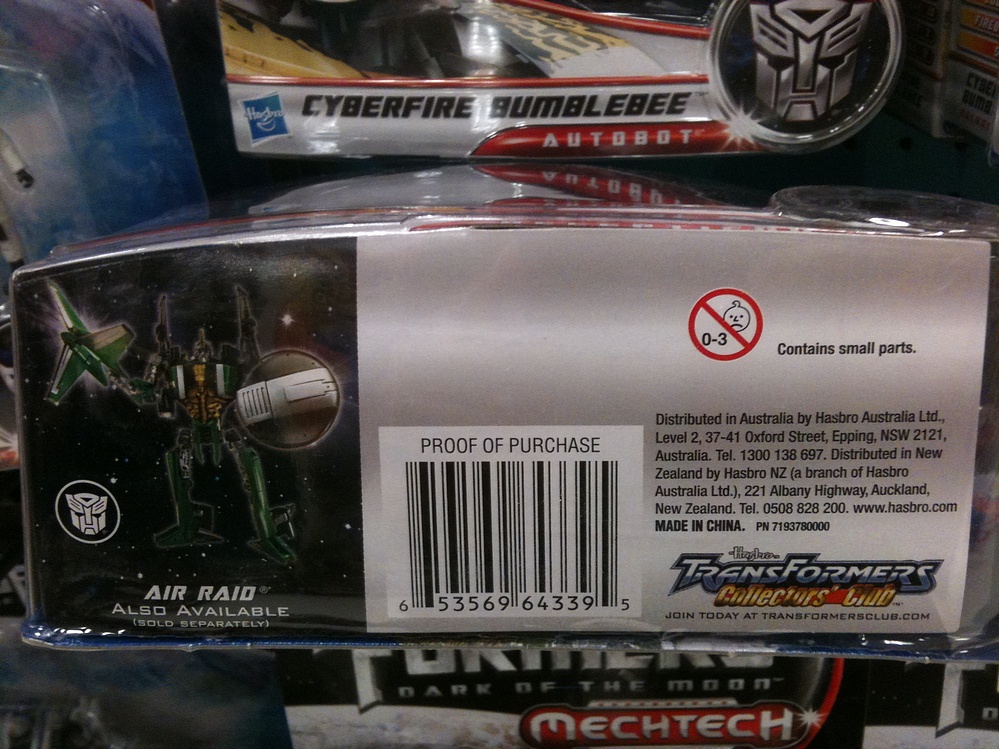 Hasbro
CYBERFIRE BUMBLEBEE™
AUTOBOT
0-3
Contains small parts.
Distributed in Australia by Hasbro Australia Ltd.,
Level 2, 37-41 Oxford Street, Epping, NSW 2121,
Australia. Tel. 1300 138 697. Distributed in New
Zealand by Hasbro NZ (a branch of Hasbro
Australia Ltd.), 221 Albany Highway, Auckland,
New Zealand. Tel. 0508 828 200. www.hasbro.com
MADE IN CHINA. PN 7193780000
PROOF OF PURCHASE
6 53569 64339 5
Hasbro
TRANSFORMERS
Collectors' Club™
JOIN TODAY AT TRANSFORMERSCLUB.COM
AIR RAID®
ALSO AVAILABLE
(SOLD SEPARATELY)
DARK OF THE MOON™
MECHTECH